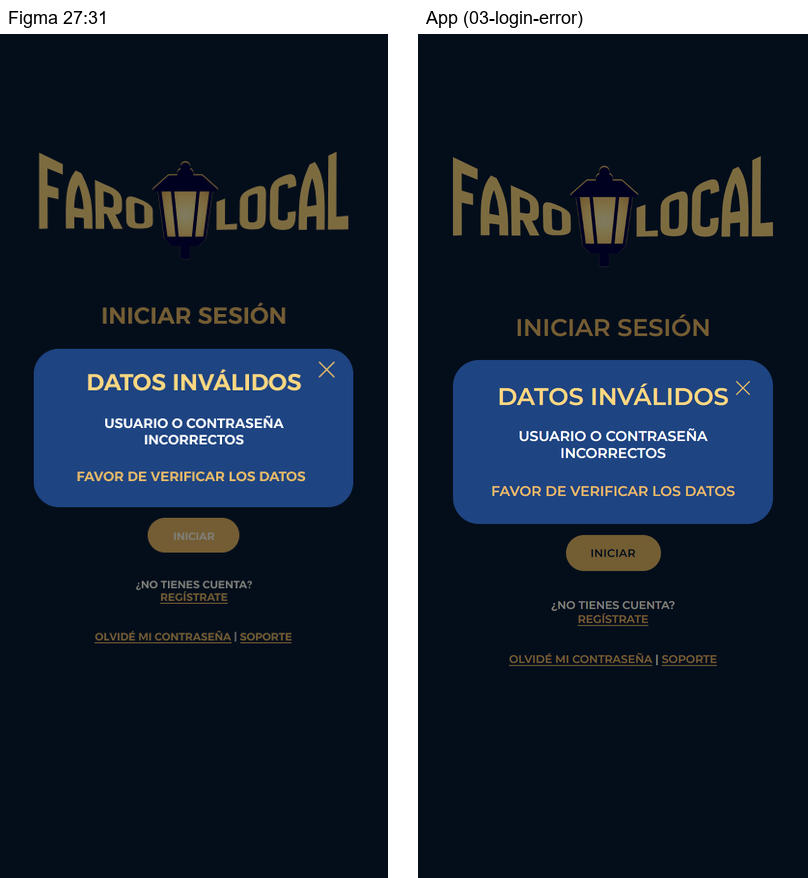 Figma 27:31
FARO LOCAL
INICIAR SESIÓN
DATOS INVÁLIDOS
USUARIO O CONTRASEÑA
INCORRECTOS
FAVOR DE VERIFICAR LOS DATOS
INICIAR
¿NO TIENES CUENTA?
REGÍSTRATE
OLVIDÉ MI CONTRASEÑA | SOPORTE
App (03-login-error)
FARO LOCAL
INICIAR SESIÓN
DATOS INVÁLIDOS
USUARIO O CONTRASEÑA
INCORRECTOS
FAVOR DE VERIFICAR LOS DATOS
INICIAR
¿NO TIENES CUENTA?
REGÍSTRATE
OLVIDÉ MI CONTRASEÑA | SOPORTE